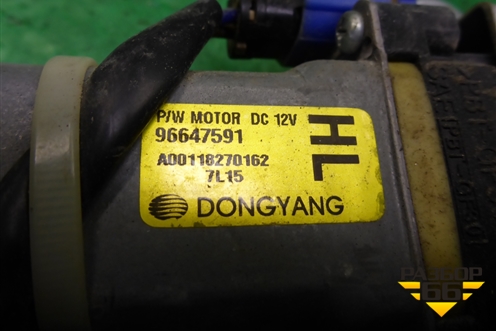 P/W MOTOR DC 12V
96647591
A00118270162
7L15
HL
DONGYANG
РАЗБОР
66